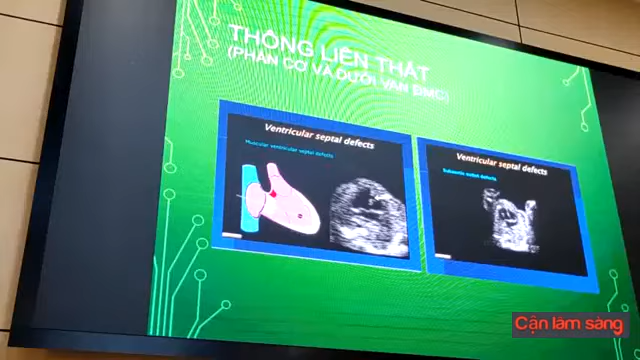 THÔNG LIÊN THẤT
(PHẦN CƠ VÀ DƯỚI VAN ĐMC)
Ventricular septal defects
Muscular ventricular septal defects
Ventricular septal defects
Subaortic outlet defects
Cận lâm sàng